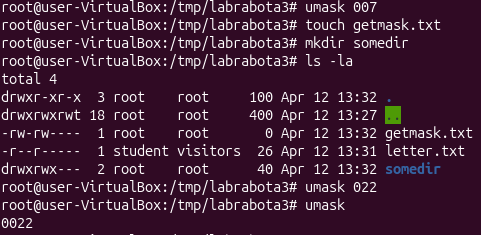 root@user-VirtualBox:/tmp/labrabota3# umask 007
root@user-VirtualBox:/tmp/labrabota3# touch getmask.txt
root@user-VirtualBox:/tmp/labrabota3# mkdir somedir
root@user-VirtualBox:/tmp/labrabota3# ls -la
total 4
drwxr-xr-x  3 root    root     100 Apr 12 13:32 .
drwxrwxrwt 18 root    root     400 Apr 12 13:27 ..
-rw-rw----  1 root    root       0 Apr 12 13:32 getmask.txt
-r--r-----  1 student visitors  26 Apr 12 13:31 letter.txt
drwxrwx---  2 root    root      40 Apr 12 13:32 somedir
root@user-VirtualBox:/tmp/labrabota3# umask 022
root@user-VirtualBox:/tmp/labrabota3# umask
0022